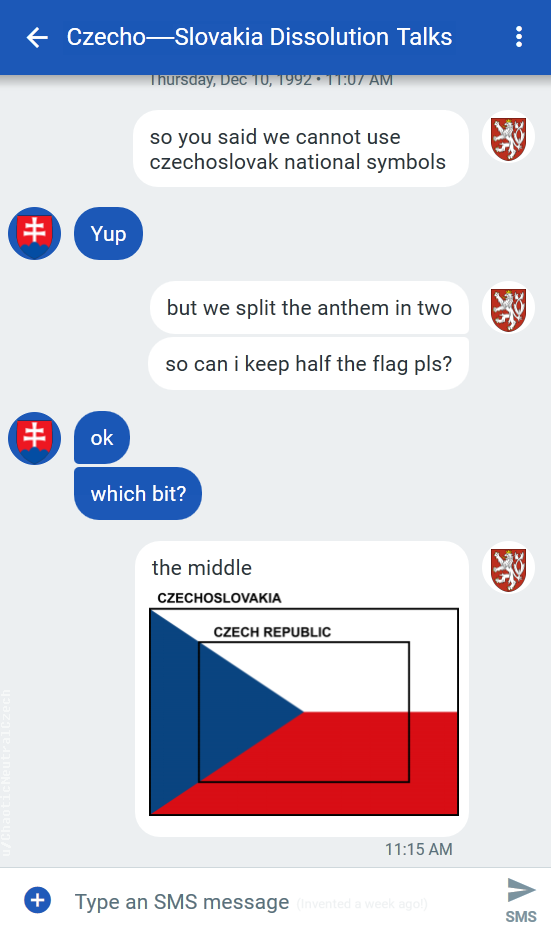 Czecho—Slovakia Dissolution Talks
Thursday, Dec 10, 1992 • 11:07 AM
so you said we cannot use
czechoslovak national symbols
Yup
but we split the anthem in two
so can i keep half the flag pls?
ok
which bit?
the middle
CZECHOSLOVAKIA
CZECH REPUBLIC
u/ChaoticNeutralCzech
11:15 AM
Type an SMS message (Invented a week ago!)
SMS